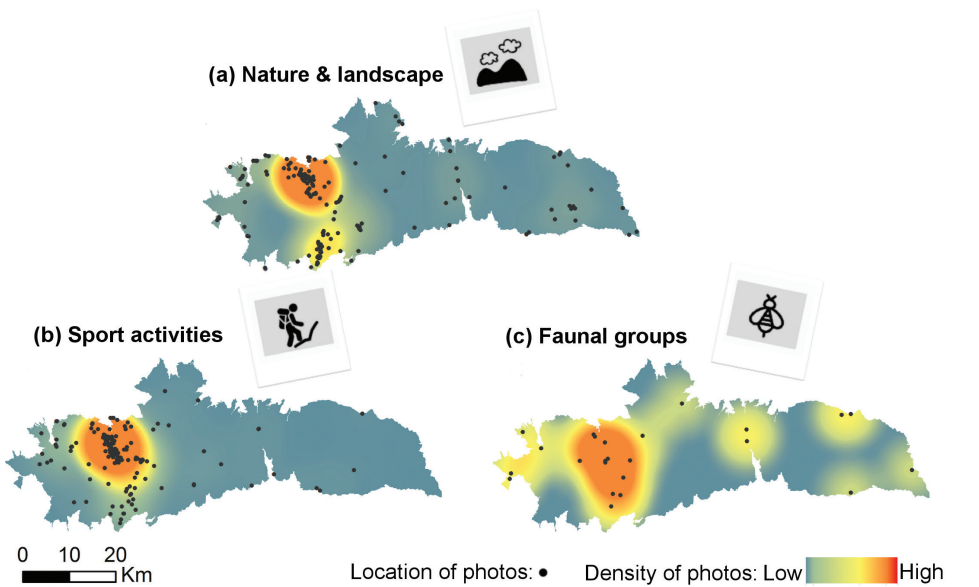 (a) Nature & landscape
(b) Sport activities
(c) Faunal groups
0 10 20
Km
Location of photos:
Density of photos: Low High